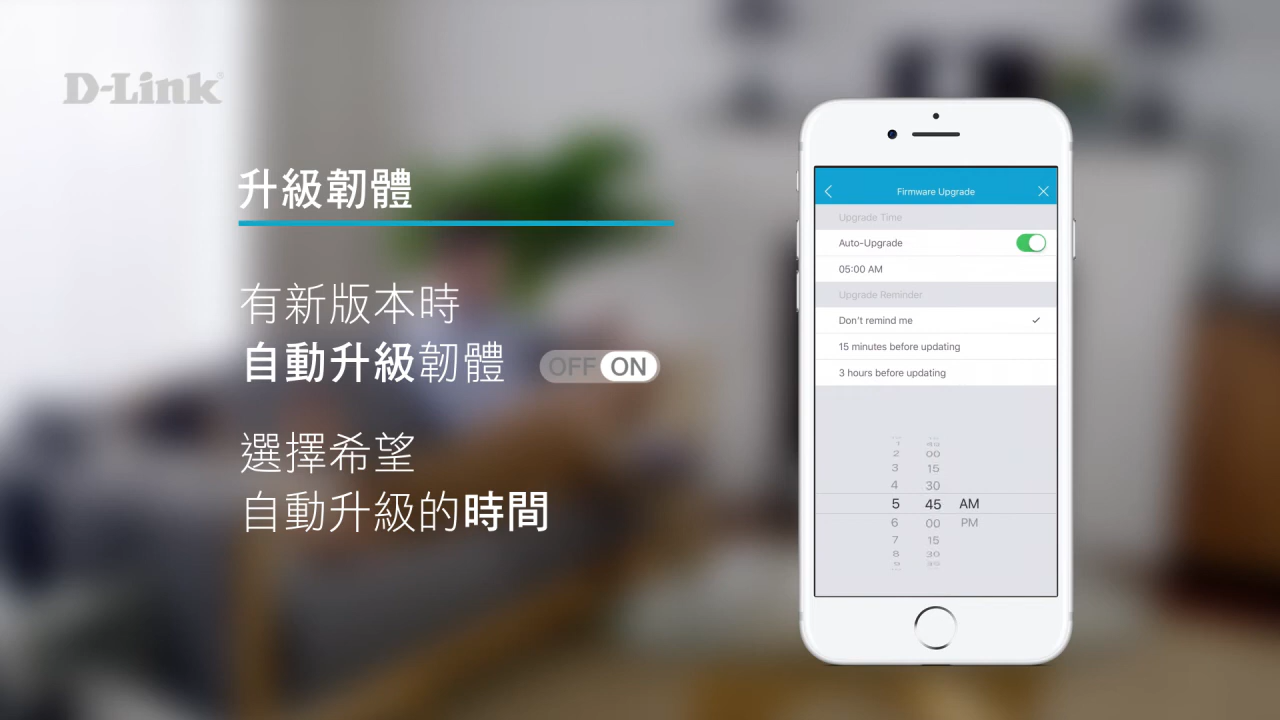 D-Link
升級韌體
有新版本時
自動升級韌體 OFF ON
選擇希望
自動升級的時間
Firmware Upgrade
Upgrade Time
Auto-Upgrade
05:00 AM
Upgrade Reminder
Don't remind me
15 minutes before updating
3 hours before updating
1 45
2 00
3 15
4 30
5 45 AM
6 00 PM
7 15
8 30
9